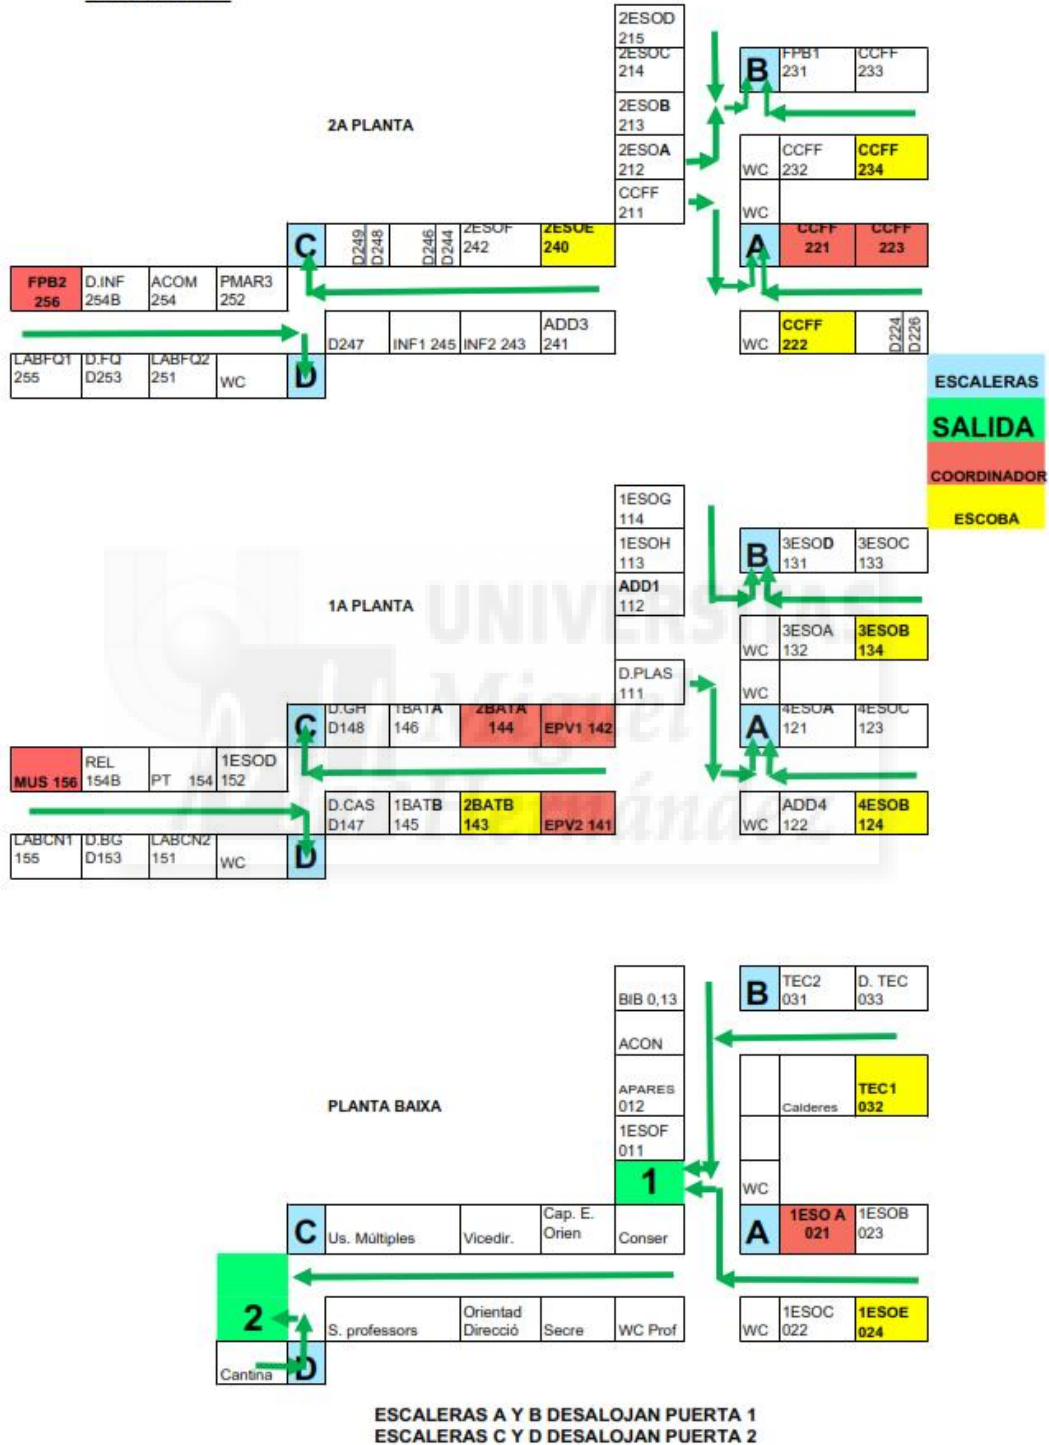 2ESOD
215
2ESOC
214
2ESOB
213
2ESOA
212
CCFF
211
B
FPB1
231
CCFF
233
2A PLANTA
WC
CCFF
232
CCFF
234
WC
C
D249
D248
D246
D244
2ESOF
242
2ESOE
240
A
CCFF
221
CCFF
223
FPB2
256
D.INF
254B
ACOM
254
PMAR3
252
D247
INF1 245
INF2 243
ADD3
241
WC
CCFF
222
D224
D226
LABFQ1
255
D.FQ
D253
LABFQ2
251
WC
D
ESCALERAS
SALIDA
COORDINADOR
ESCOBA
1ESOG
114
1ESOH
113
ADD1
112
D.PLAS
111
B
3ESOD
131
3ESOC
133
1A PLANTA
WC
3ESOA
132
3ESOB
134
WC
C
D.GH
D148
1BATA
146
2BATA
144
EPV1 142
A
4ESOA
121
4ESOC
123
MUS 156
REL
154B
PT 154
1ESOD
152
D.CAS
D147
1BATB
145
2BATB
143
EPV2 141
WC
ADD4
122
4ESOB
124
LABCN1
155
D.BG
D153
LABCN2
151
WC
D
UNIVERSITAS
Miguel
Hernández
BIB 0,13
ACON
APARES
012
1ESOF
011
1
B
TEC2
031
D. TEC
033
PLANTA BAIXA
Calderes
TEC1
032
WC
C
Us. Múltiples
Vicedir.
Cap. E.
Orien
Conser
A
1ESO A
021
1ESOB
023
2
S. professors
Orientad
Direcció
Secre
WC Prof
WC
1ESOC
022
1ESOE
024
Cantina
D
ESCALERAS A Y B DESALOJAN PUERTA 1
ESCALERAS C Y D DESALOJAN PUERTA 2